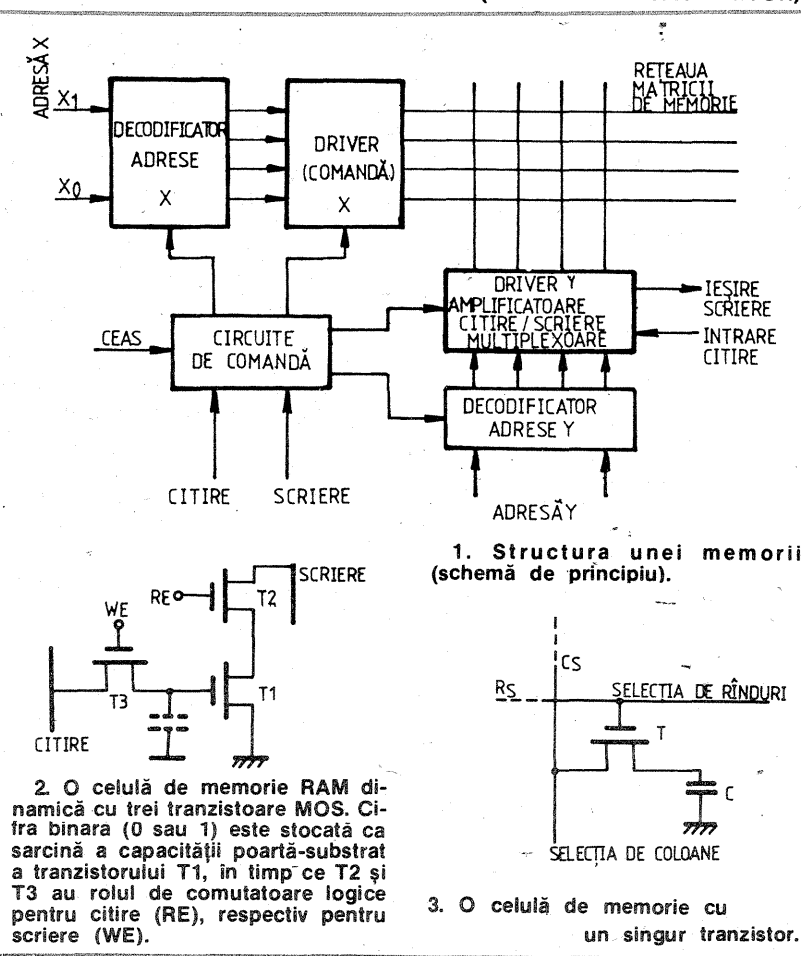 ADRESĂ X
X1
X0
DECODIFICATOR
ADRESE
X
DRIVER
(COMANDĂ)
X
RETEAUA
MATRICII
DE MEMORIE
CEAS
CIRCUITE
DE COMANDĂ
DRIVER Y
AMPLIFICATOARE
CITIRE / SCRIERE
MULTIPLEXOARE
IEȘIRE
SCRIERE
INTRARE
CITIRE
DECODIFICATOR
ADRESE Y
CITIRE
SCRIERE
ADRESĂ Y
1. Structura unei memorii
(schemă de principiu).
SCRIERE
RE
T2
WE
T1
T3
CITIRE
2. O celulă de memorie RAM di-
namică cu trei tranzistoare MOS. Ci-
fra binara (0 sau 1) este stocată ca
sarcină a capacității poartă-substrat
a tranzistorului T1, în timp ce T2 și
T3 au rolul de comutatoare logice
pentru citire (RE), respectiv pentru
scriere (WE).
CS
RS
SELECȚIA DE RÎNDURI
T
C
SELECȚIA DE COLOANE
3. O celulă de memorie cu
un singur tranzistor.